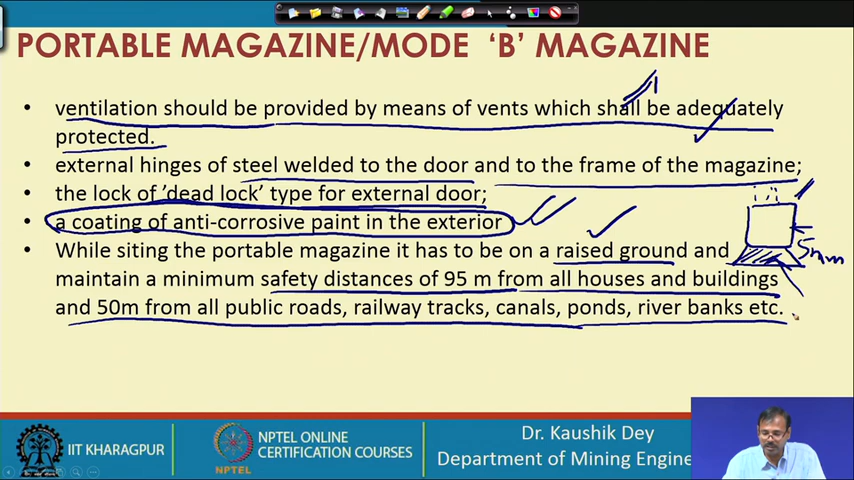 PORTABLE MAGAZINE/MODE ‘B’ MAGAZINE
• ventilation should be provided by means of vents which shall be adequately
protected.
• external hinges of steel welded to the door and to the frame of the magazine;
• the lock of ‘dead lock’ type for external door;
• a coating of anti-corrosive paint in the exterior
• While siting the portable magazine it has to be on a raised ground and
maintain a minimum safety distances of 95 m from all houses and buildings
and 50m from all public roads, railway tracks, canals, ponds, river banks etc.
5mm
IIT KHARAGPUR
NPTEL
NPTEL ONLINE
CERTIFICATION COURSES
Dr. Kaushik Dey
Department of Mining Engine